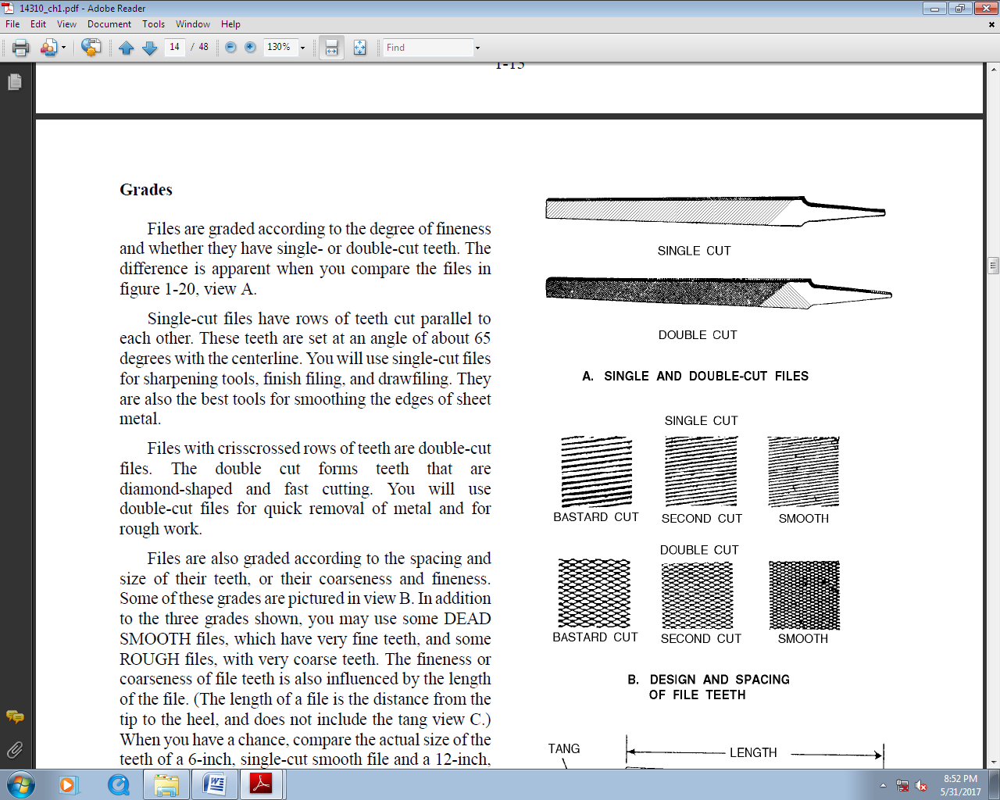 14310_ch1.pdf - Adobe Reader
File Edit View Document Tools Window Help
14 / 48 130% Find
1-13
Grades
Files are graded according to the degree of fineness
and whether they have single- or double-cut teeth. The
difference is apparent when you compare the files in
figure 1-20, view A.
Single-cut files have rows of teeth cut parallel to
each other. These teeth are set at an angle of about 65
degrees with the centerline. You will use single-cut files
for sharpening tools, finish filing, and drawfiling. They
are also the best tools for smoothing the edges of sheet
metal.
Files with crisscrossed rows of teeth are double-cut
files. The double cut forms teeth that are
diamond-shaped and fast cutting. You will use
double-cut files for quick removal of metal and for
rough work.
Files are also graded according to the spacing and
size of their teeth, or their coarseness and fineness.
Some of these grades are pictured in view B. In addition
to the three grades shown, you may use some DEAD
SMOOTH files, which have very fine teeth, and some
ROUGH files, with very coarse teeth. The fineness or
coarseness of file teeth is also influenced by the length
of the file. (The length of a file is the distance from the
tip to the heel, and does not include the tang view C.)
When you have a chance, compare the actual size of the
teeth of a 6-inch, single-cut smooth file and a 12-inch,
SINGLE CUT
DOUBLE CUT
A. SINGLE AND DOUBLE-CUT FILES
SINGLE CUT
BASTARD CUT SECOND CUT SMOOTH
DOUBLE CUT
BASTARD CUT SECOND CUT SMOOTH
B. DESIGN AND SPACING
OF FILE TEETH
TANG
LENGTH
8:52 PM
5/31/2017